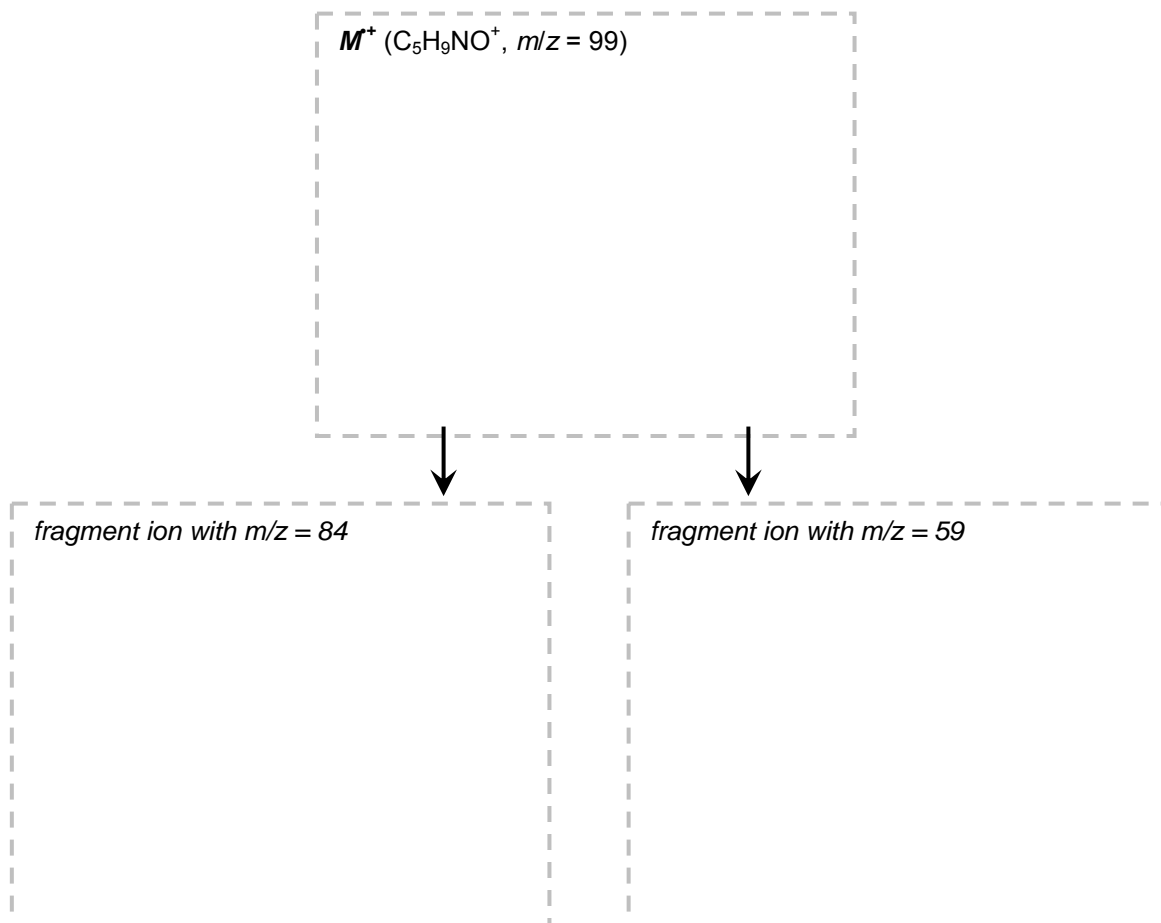 M•+ (C₅H₉NO⁺, m/z = 99)
fragment ion with m/z = 84
fragment ion with m/z = 59